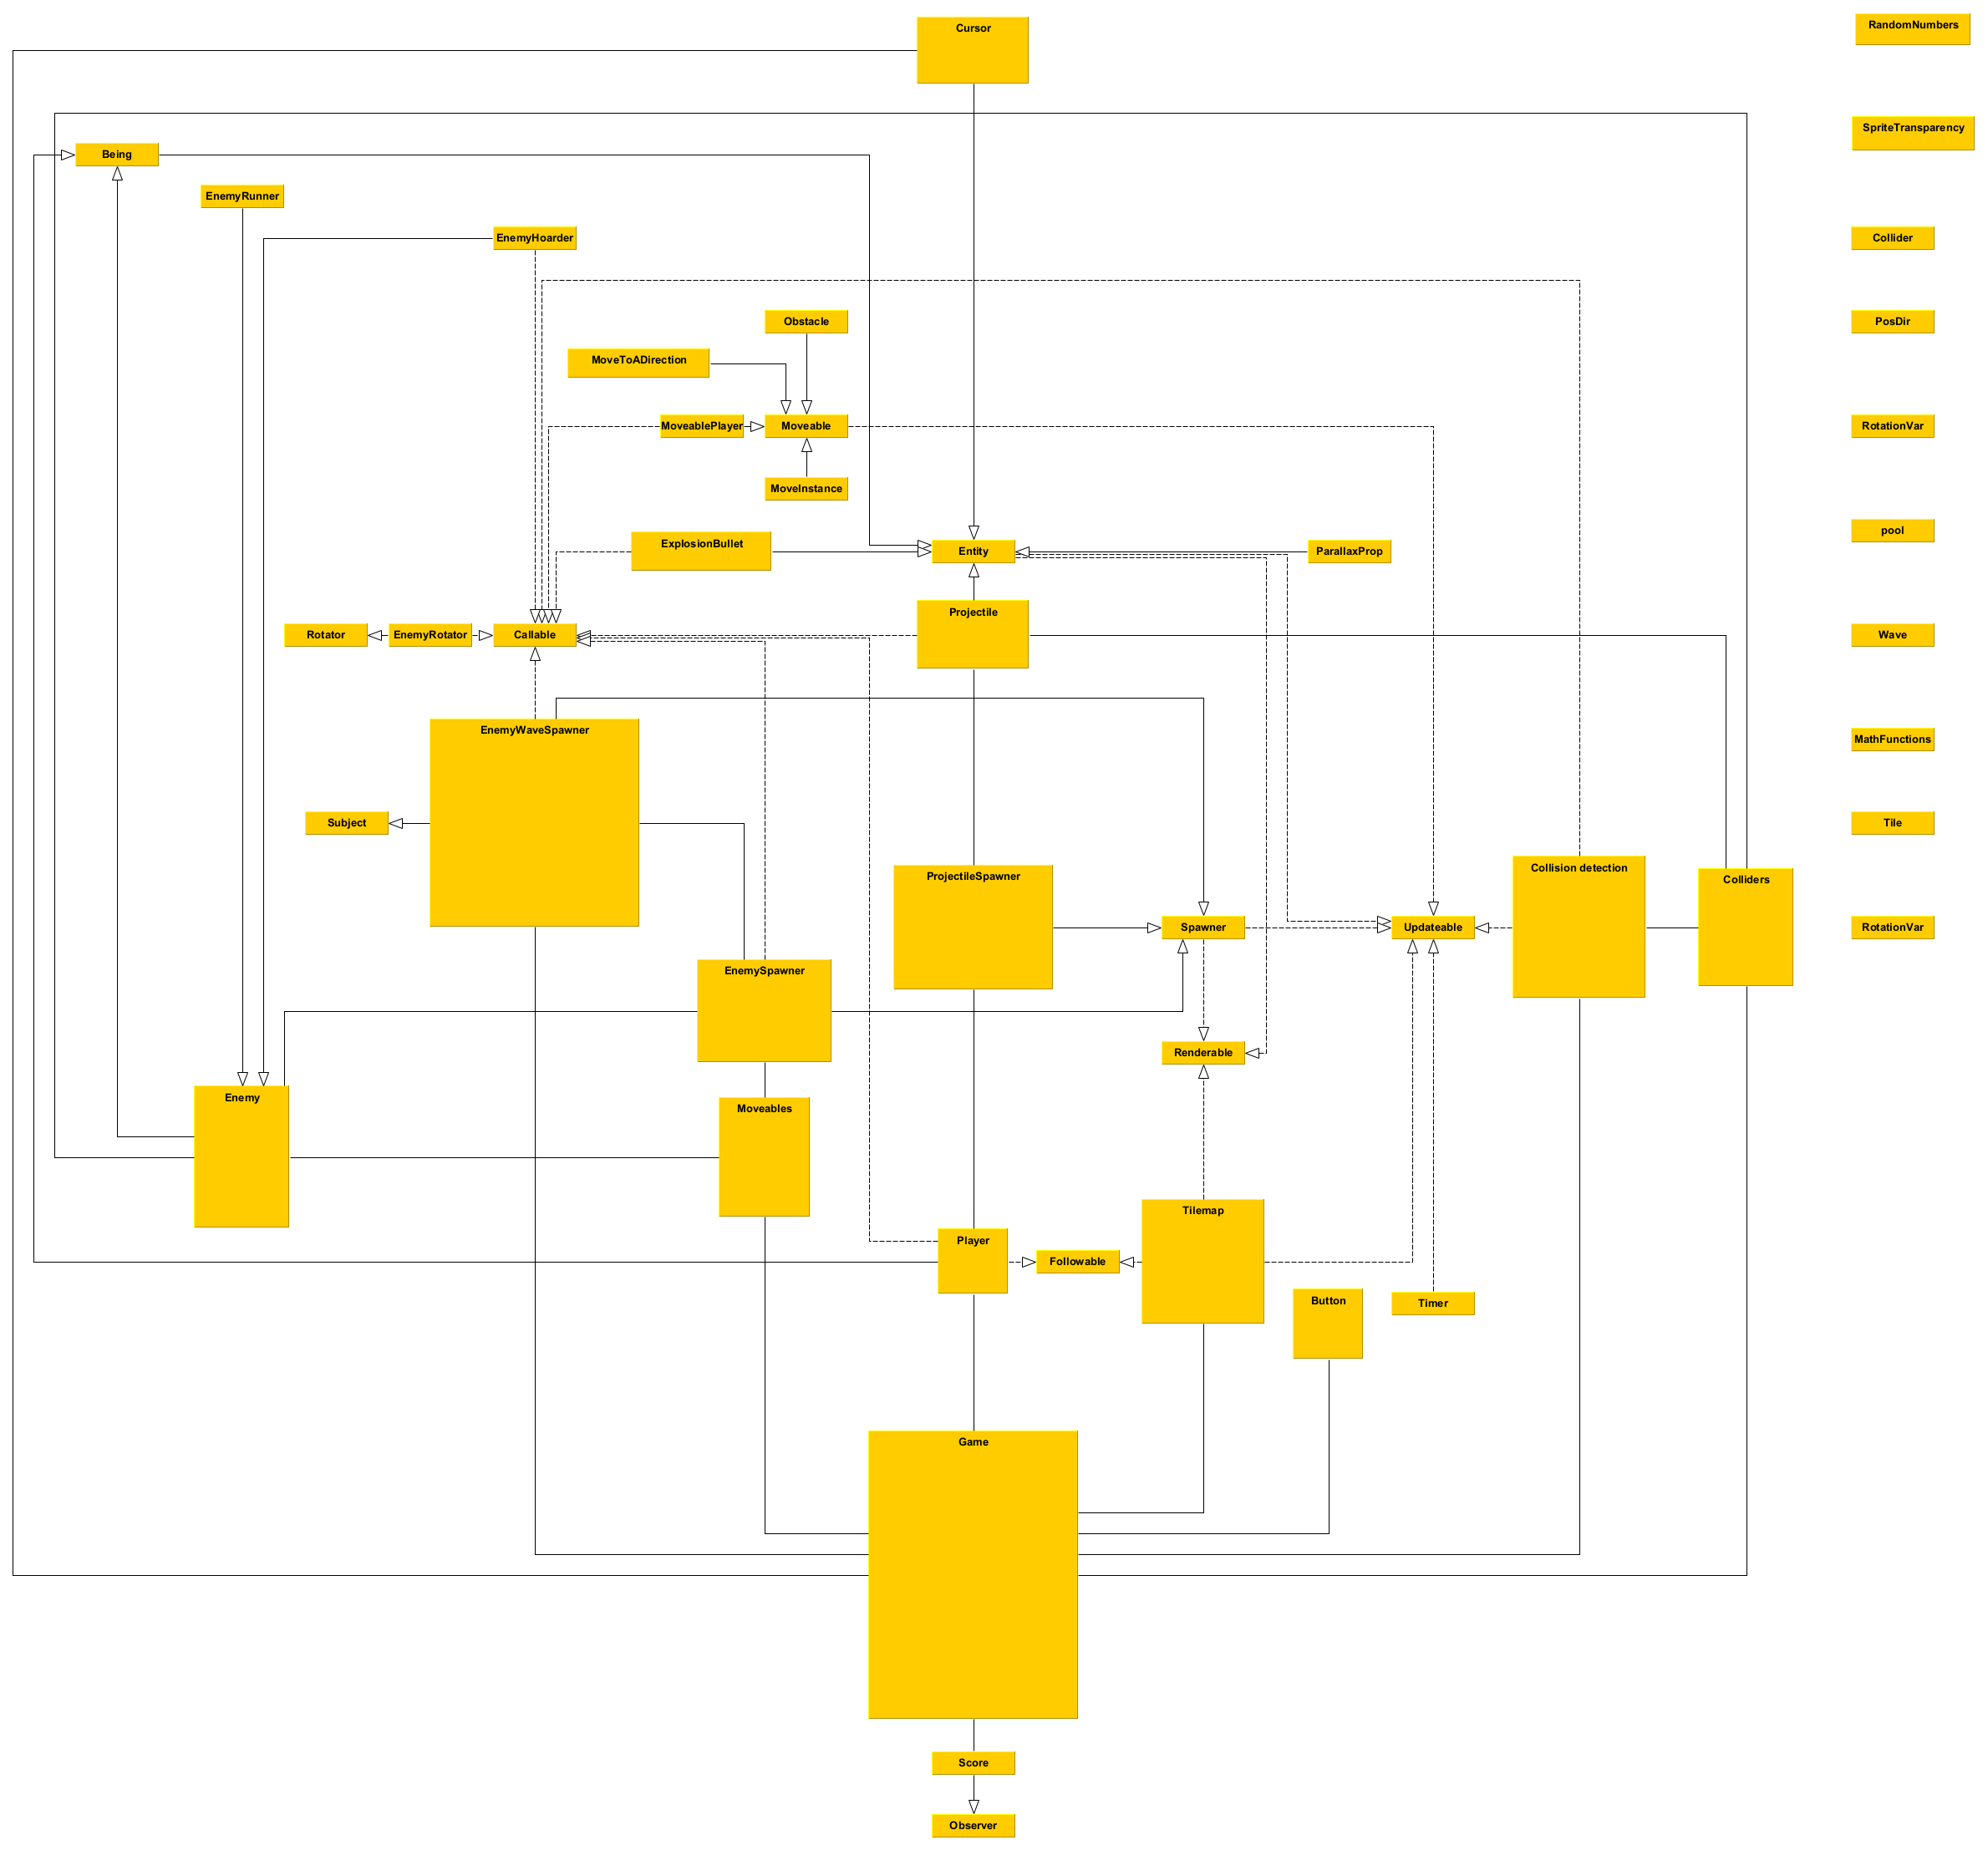 Cursor
RandomNumbers
SpriteTransparency
Being
EnemyRunner
EnemyHoarder
Collider
Obstacle
PosDir
MoveToADirection
MoveablePlayer
Moveable
RotationVar
MoveInstance
pool
ExplosionBullet
Entity
ParallaxProp
Projectile
Rotator
EnemyRotator
Callable
Wave
EnemyWaveSpawner
MathFunctions
Subject
Tile
ProjectileSpawner
Collision detection
Colliders
Spawner
Updateable
RotationVar
EnemySpawner
Renderable
Enemy
Moveables
Tilemap
Player
Followable
Button
Timer
Game
Score
Observer